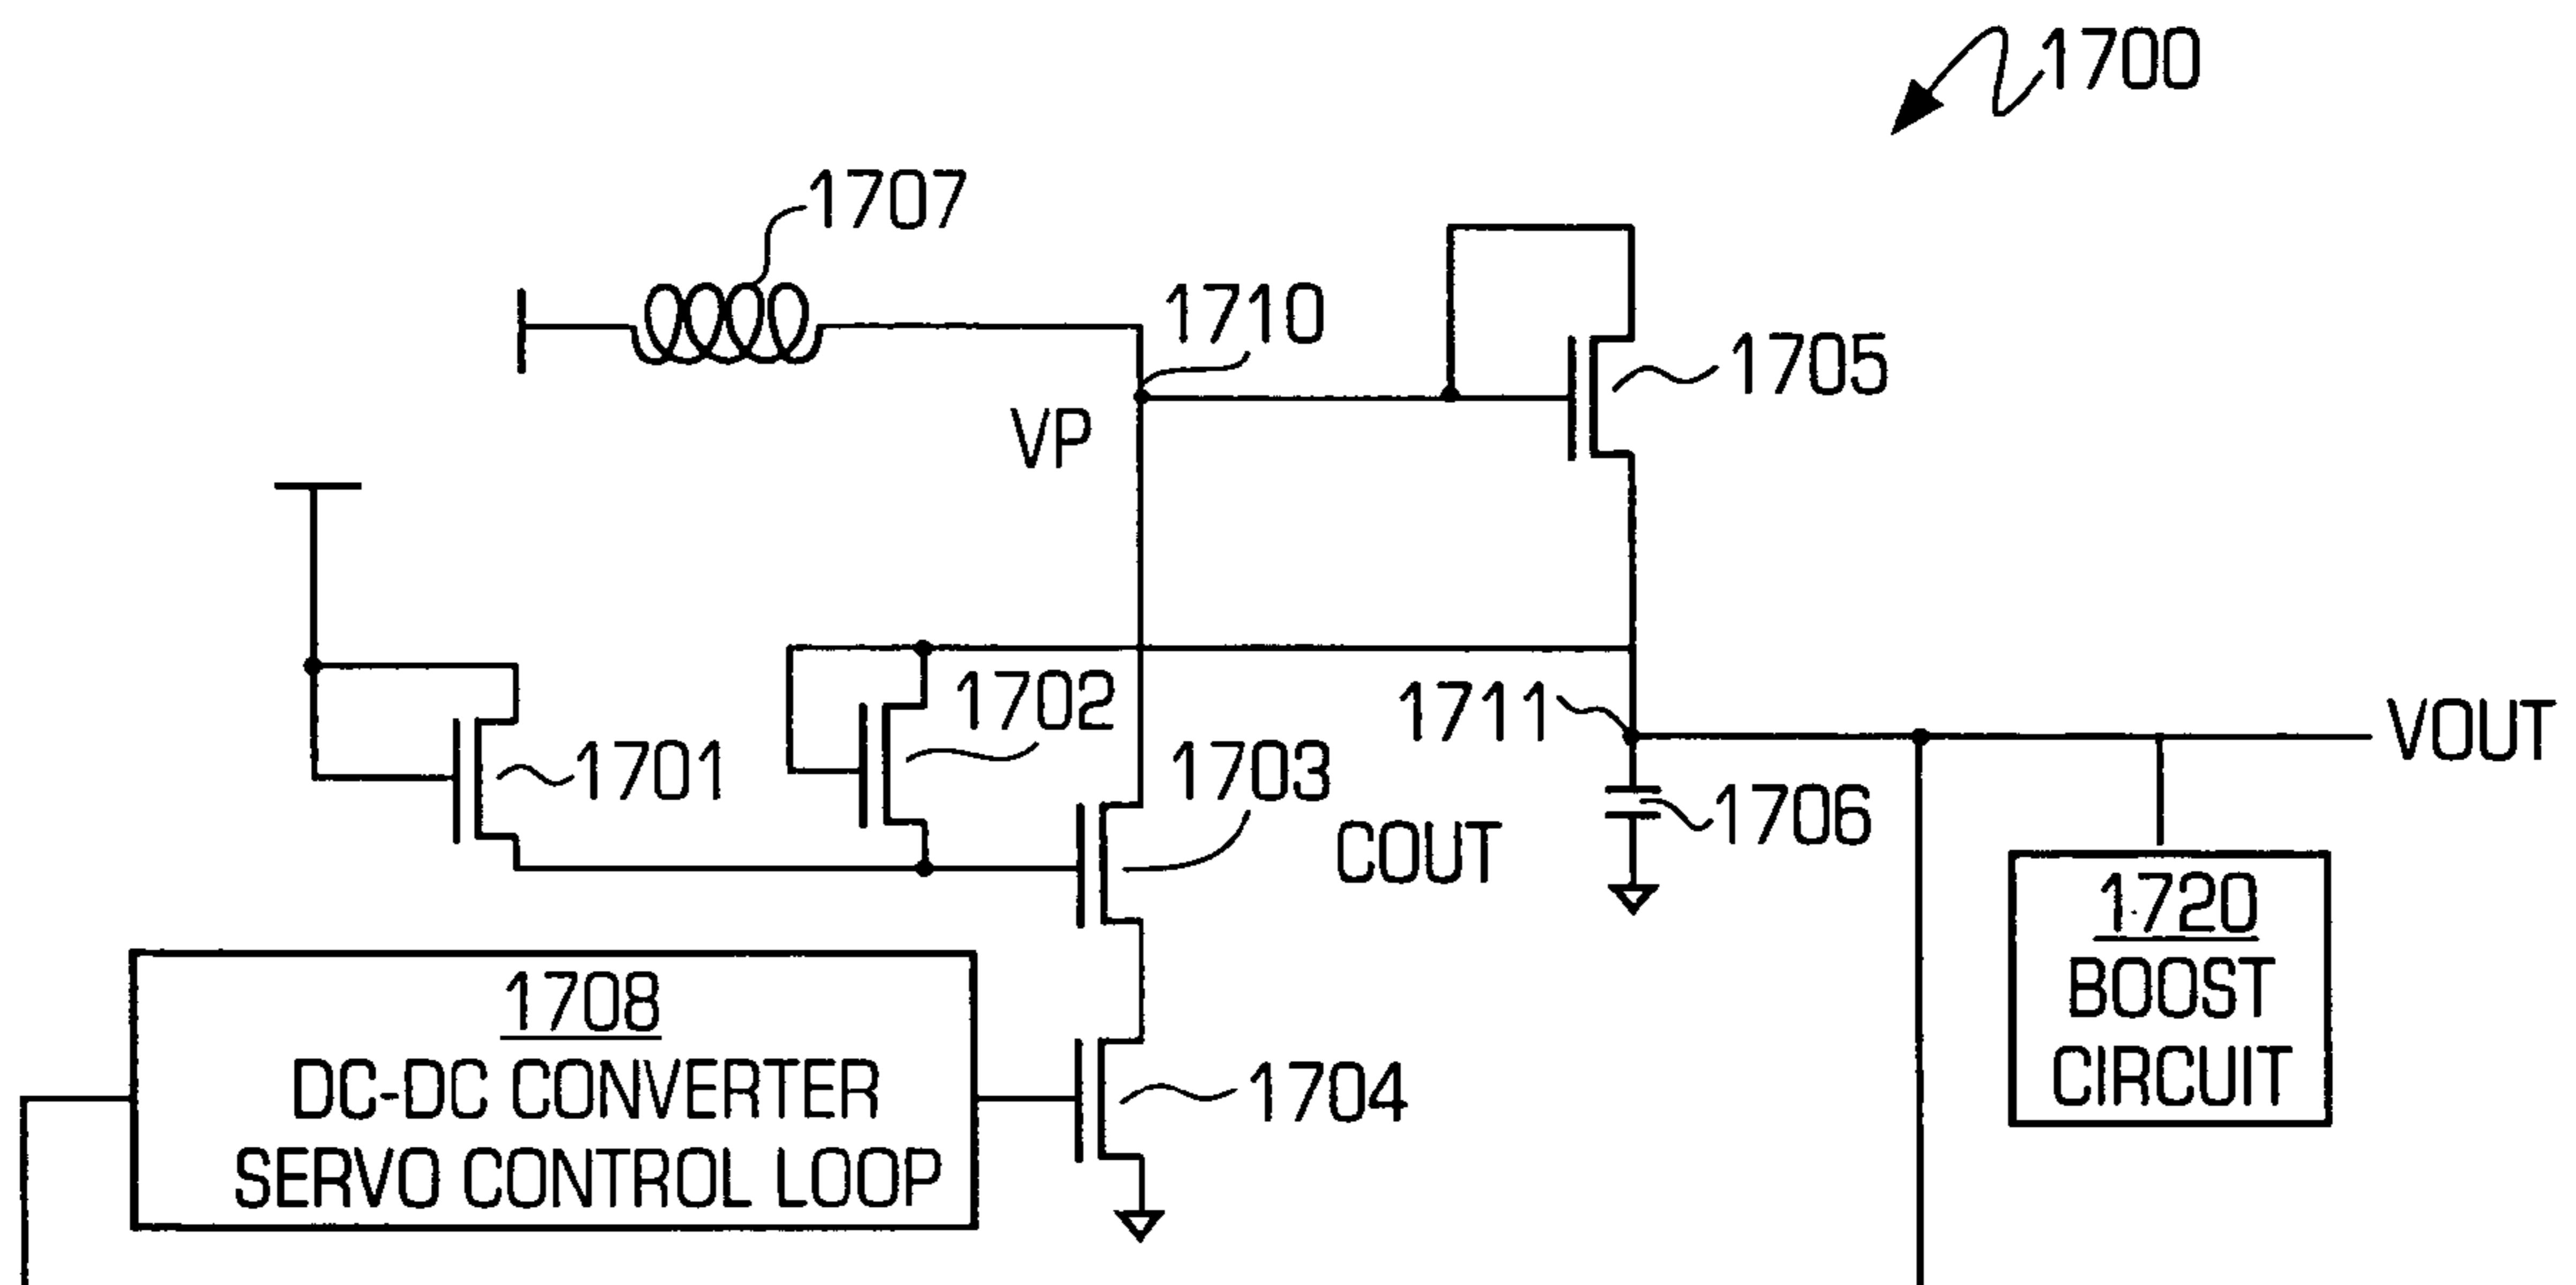 1700
1707
1710
1705
VP
1702
1711
VOUT
1701
1703
1706
COUT
1720
BOOST
CIRCUIT
1708
DC-DC CONVERTER
SERVO CONTROL LOOP
1704